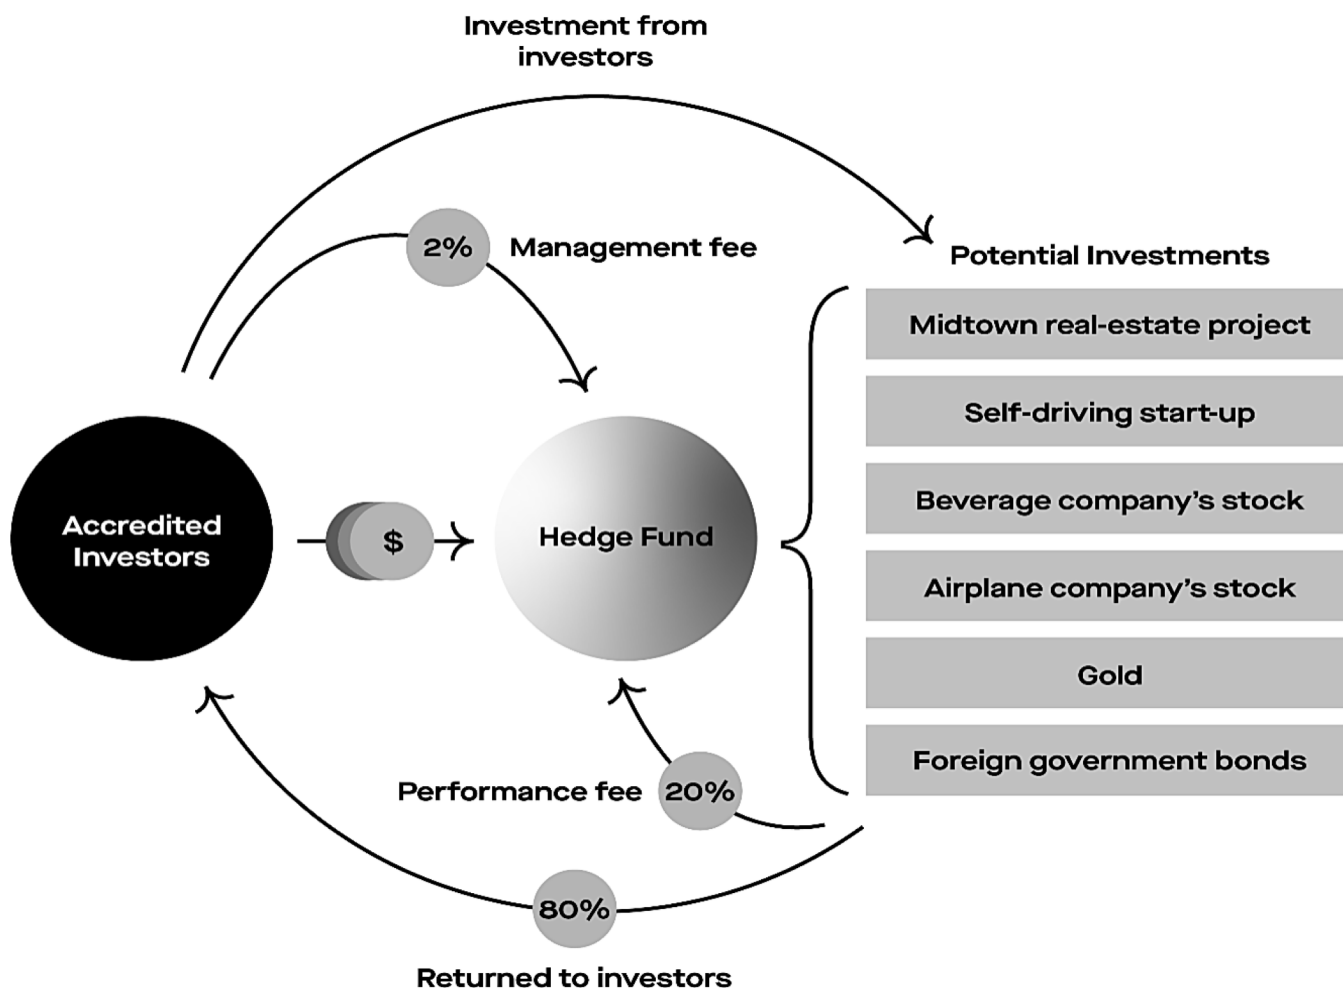 Investment from
investors
2%
Management fee
Potential Investments
Midtown real-estate project
Self-driving start-up
Beverage company's stock
Airplane company's stock
Gold
Foreign government bonds
Accredited
Investors
$
Hedge Fund
Performance fee
20%
80%
Returned to investors